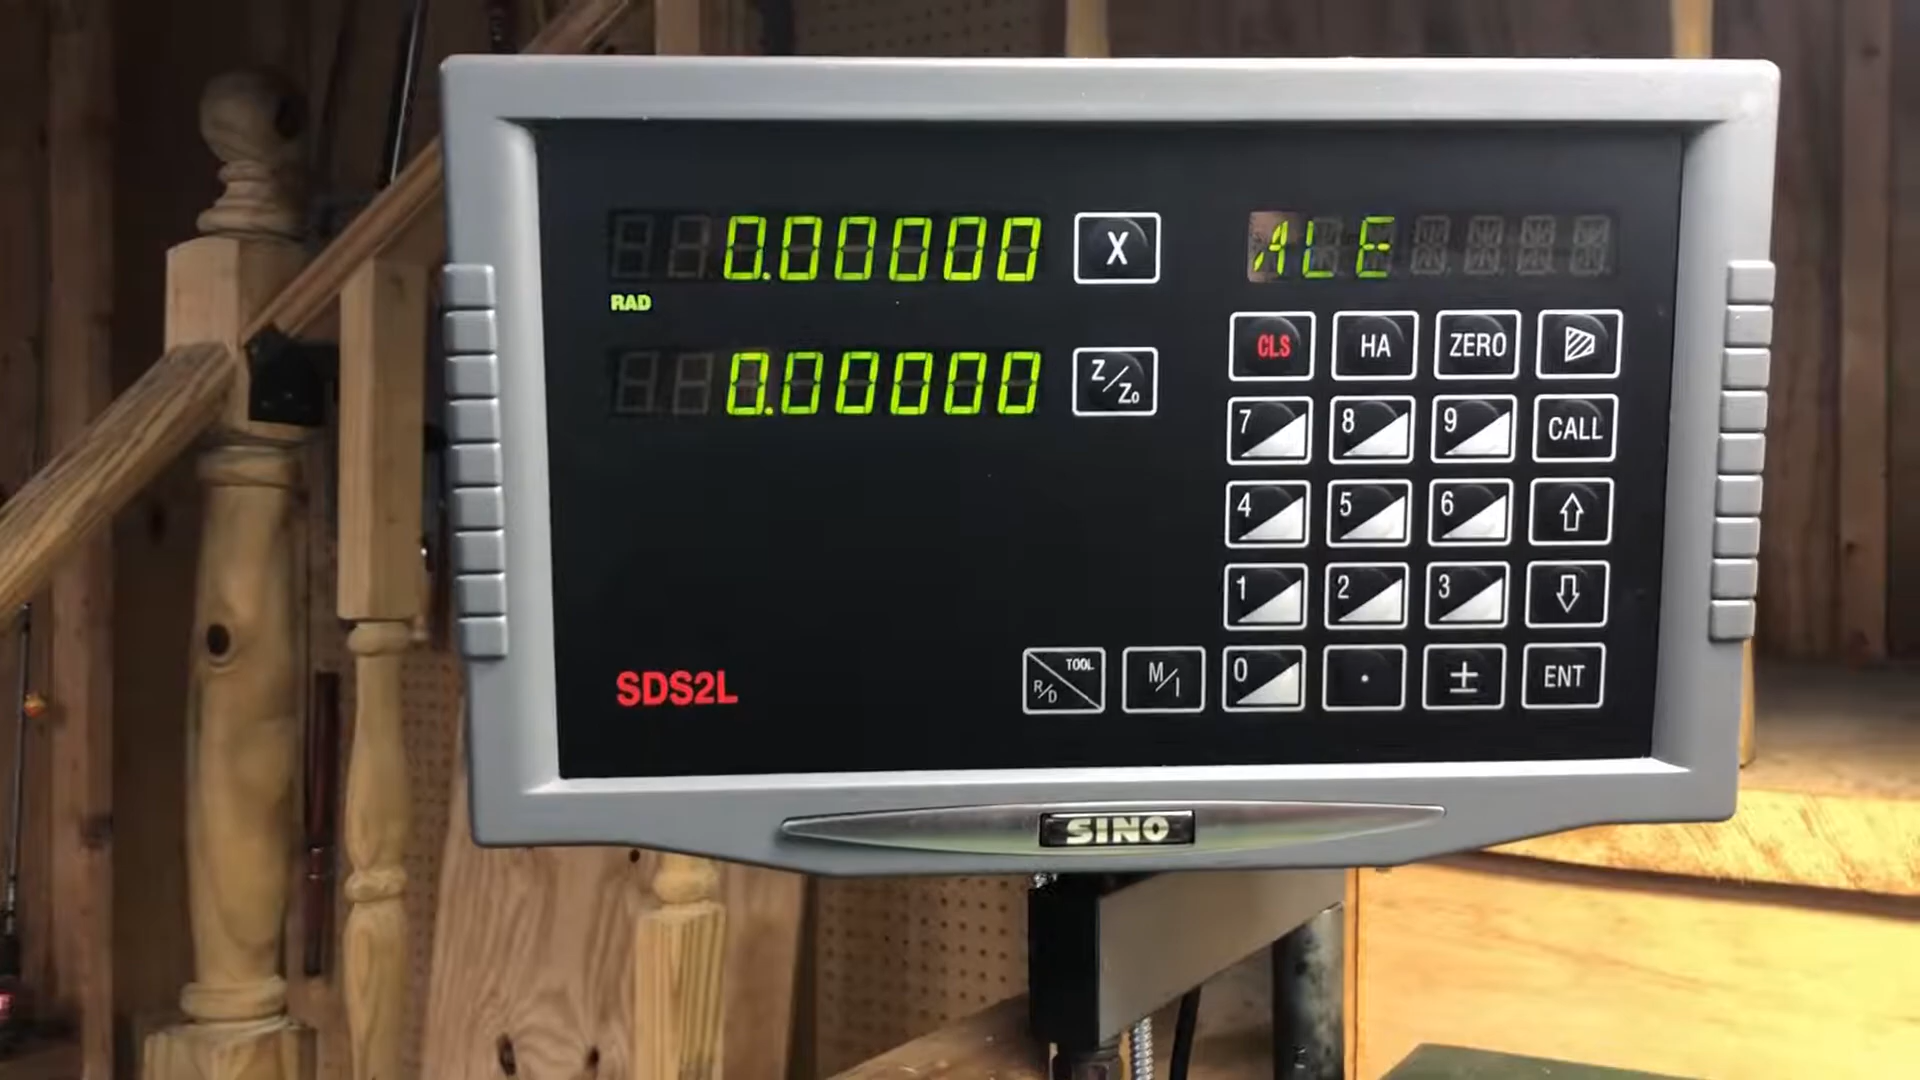 0.00000 X ALE
RAD
0.00000 Z/Z₀
CLS HA ZERO
7 8 9 CALL
4 5 6
1 2 3
SDS2L
R/D TOOL M/I 0 . ± ENT
SINO